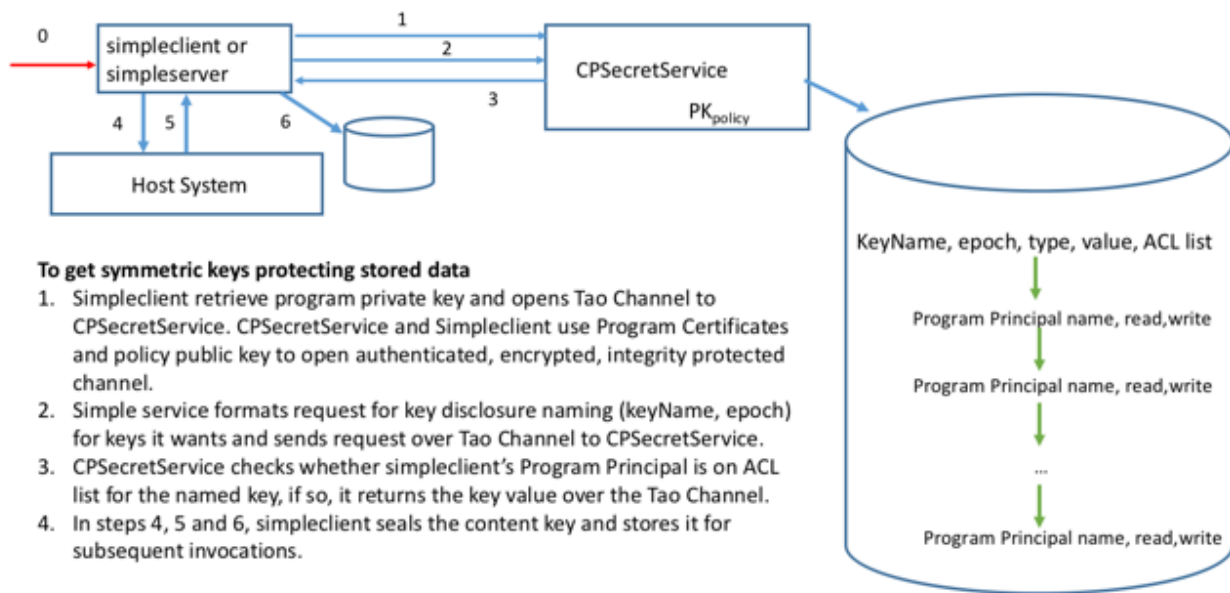 0
simpleclient or
simpleserver
1
2
3
CPSecretService
PKpolicy
4
5
6
Host System
To get symmetric keys protecting stored data
1. Simpleclient retrieve program private key and opens Tao Channel to
CPSecretService. CPSecretService and Simpleclient use Program Certificates
and policy public key to open authenticated, encrypted, integrity protected
channel.
2. Simple service formats request for key disclosure naming (keyName, epoch)
for keys it wants and sends request over Tao Channel to CPSecretService.
3. CPSecretService checks whether simpleclient's Program Principal is on ACL
list for the named key, if so, it returns the key value over the Tao Channel.
4. In steps 4, 5 and 6, simpleclient seals the content key and stores it for
subsequent invocations.
KeyName, epoch, type, value, ACL list
Program Principal name, read,write
Program Principal name, read,write
...
Program Principal name, read,write